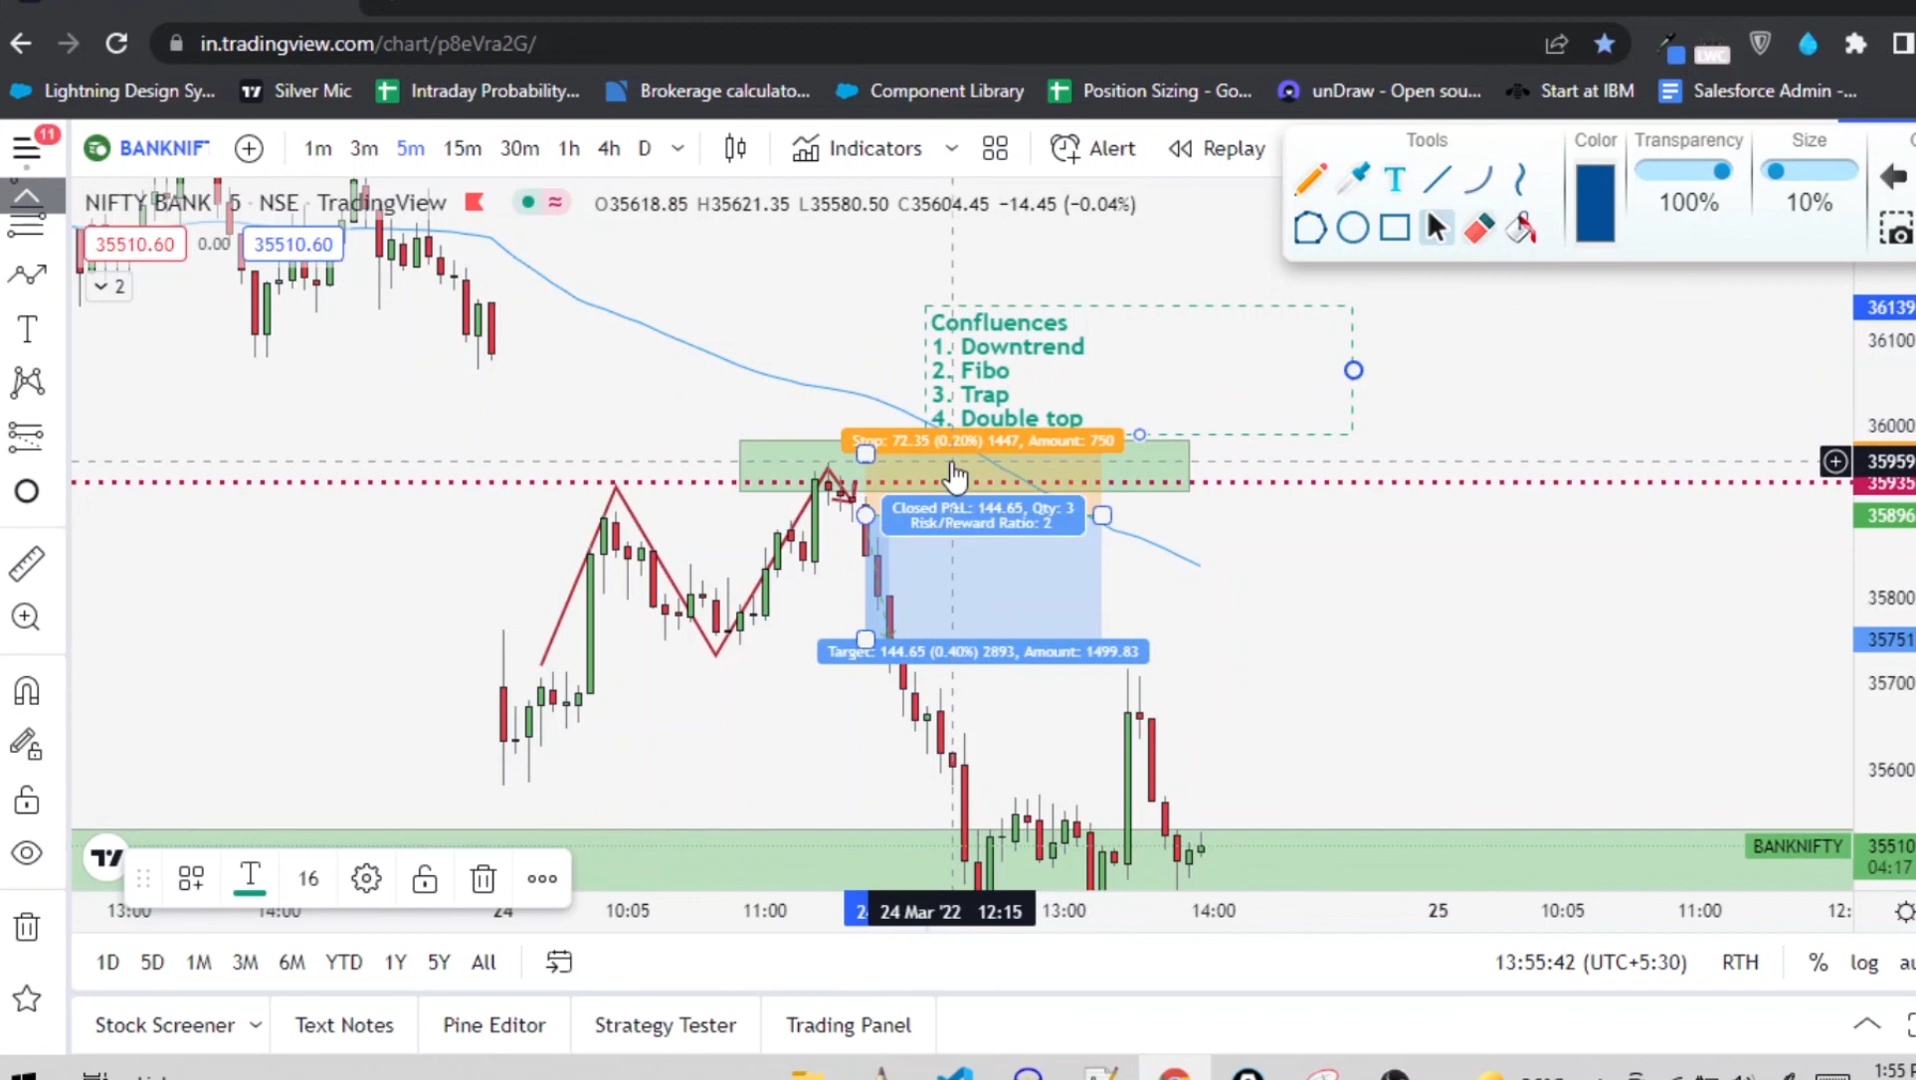 in.tradingview.com/chart/p8eVra2G/
LWC
Lightning Design Sy... Silver Mic Intraday Probability... Brokerage calculato... Component Library Position Sizing - Go... unDraw - Open sou... Start at IBM Salesforce Admin -...
11
BANKNIF
1m 3m 5m 15m 30m 1h 4h D Indicators Alert Replay
Tools Color Transparency Size
100% 10%
NIFTY BANK 5 NSE TradingView O35618.85 H35621.35 L35580.50 C35604.45 −14.45 (−0.04%)
35510.60 0.00 35510.60
2
Confluences
1. Downtrend
2. Fibo
3. Trap
4. Double top
Stop: 72.35 (0.20%) 1447, Amount: 750
Closed P&L: 144.65, Qty: 3
Risk/Reward Ratio: 2
Target: 144.65 (0.40%) 2893, Amount: 1499.83
36139
36100
36000
35959
35935
35896
35800
35751
35700
35600
BANKNIFTY 35510
04:17
16
13:00 14:00 24 10:05 11:00 24 Mar '22 12:15 13:00 14:00 25 10:05 11:00 12:
1D 5D 1M 3M 6M YTD 1Y 5Y All 13:55:42 (UTC+5:30) RTH % log au
Stock Screener Text Notes Pine Editor Strategy Tester Trading Panel
1:55 P